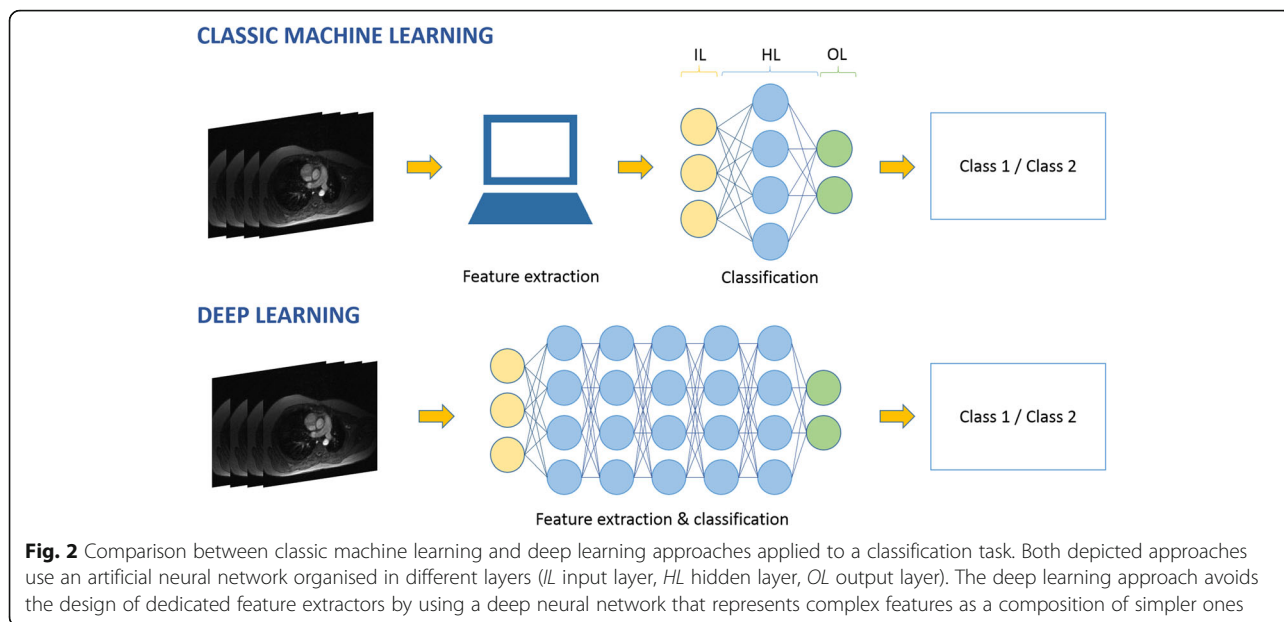 CLASSIC MACHINE LEARNING
IL HL OL
Class 1 / Class 2
Feature extraction Classification
DEEP LEARNING
Class 1 / Class 2
Feature extraction & classification
Fig. 2 Comparison between classic machine learning and deep learning approaches applied to a classification task. Both depicted approaches
use an artificial neural network organised in different layers (IL input layer, HL hidden layer, OL output layer). The deep learning approach avoids
the design of dedicated feature extractors by using a deep neural network that represents complex features as a composition of simpler ones